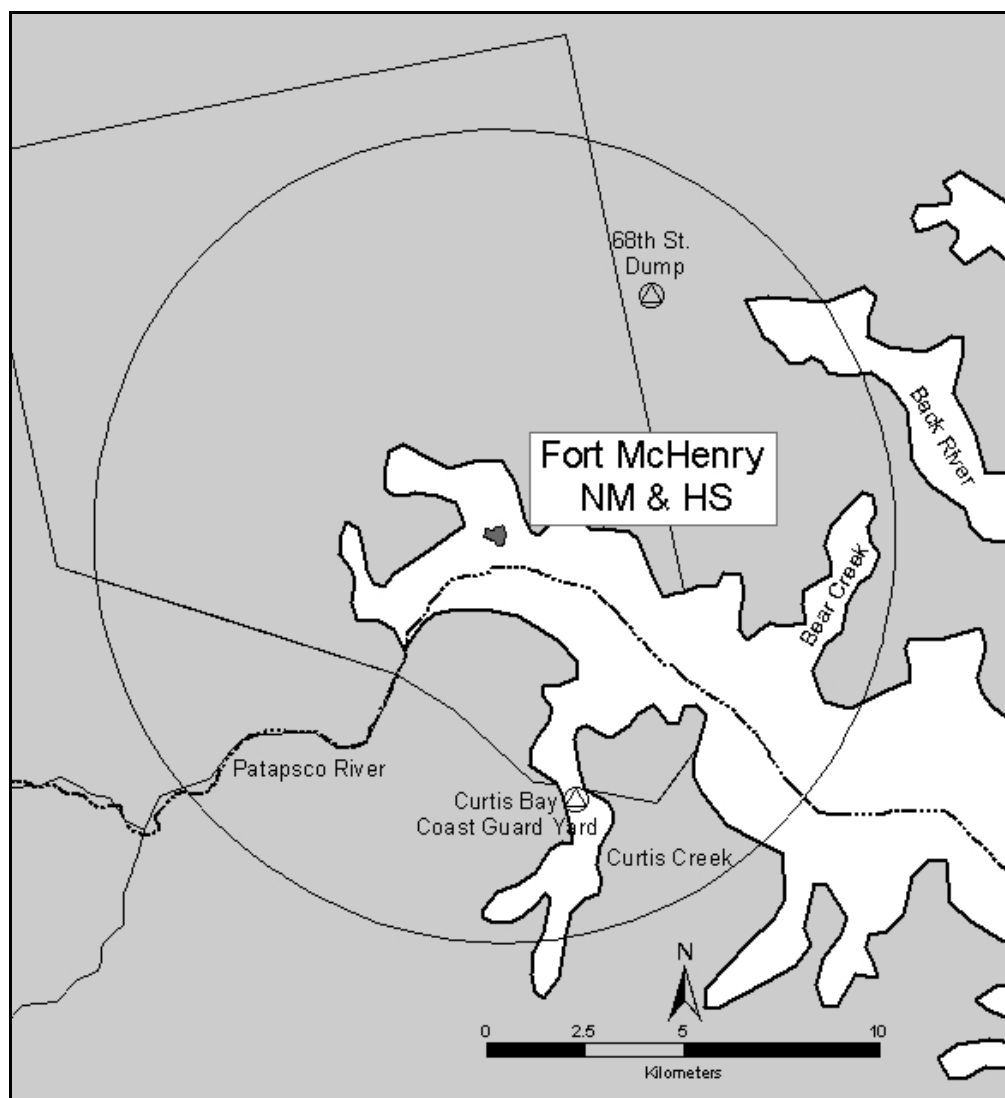 68th St.
Dump
Back River
Fort McHenry
NM & HS
Bear Creek
Patapsco River
Curtis Bay
Coast Guard Yard
Curtis Creek
N
0 2.5 5 10
Kilometers